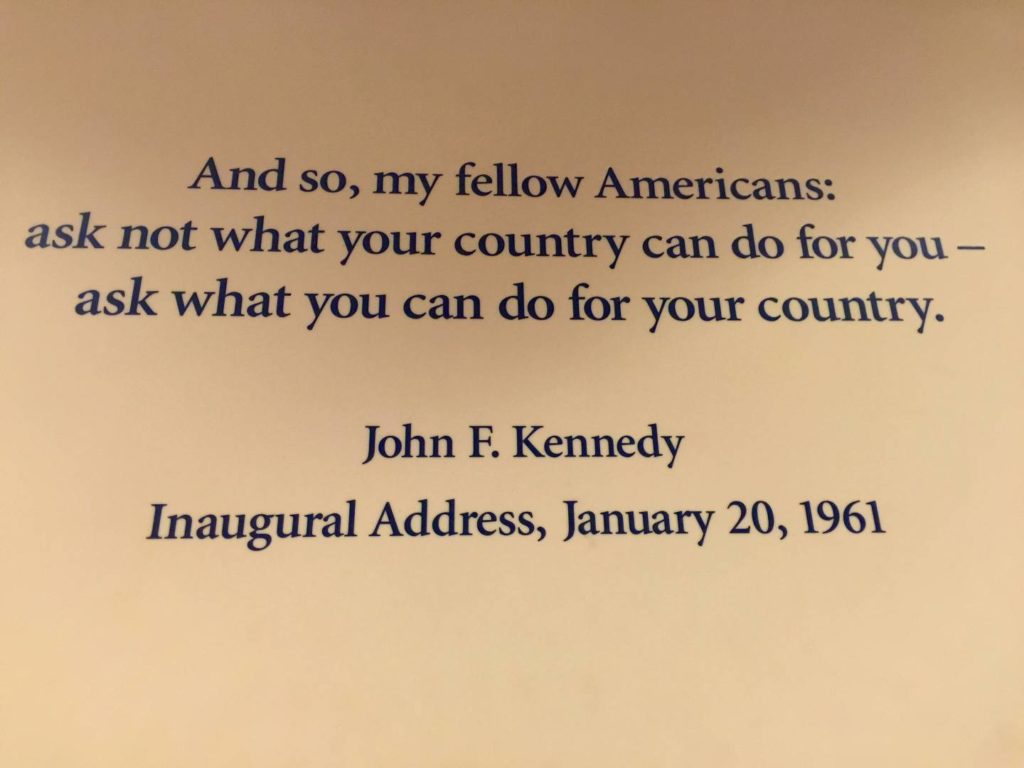 And so, my fellow Americans:
ask not what your country can do for you –
ask what you can do for your country.
John F. Kennedy
Inaugural Address, January 20, 1961